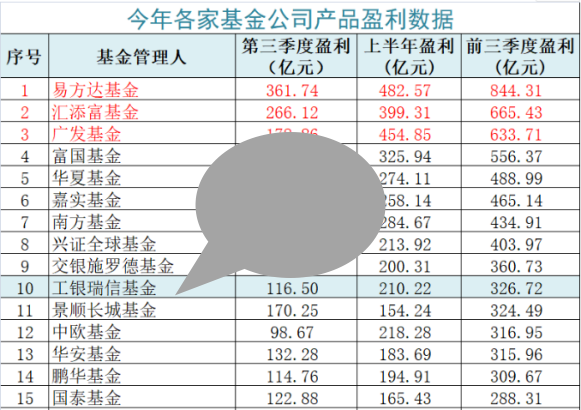 今年各家基金公司产品盈利数据
序号 基金管理人 第三季度盈利（亿元） 上半年盈利（亿元） 前三季度盈利（亿元）
1 易方达基金 361.74 482.57 844.31
2 汇添富基金 266.12 399.31 665.43
3 广发基金 454.85 633.71
4 富国基金 325.94 556.37
5 华夏基金 274.11 488.99
6 嘉实基金 258.14 465.14
7 南方基金 284.67 434.91
8 兴证全球基金 213.92 403.97
9 交银施罗德基金 200.31 360.73
10 工银瑞信基金 116.50 210.22 326.72
11 景顺长城基金 170.25 154.24 324.49
12 中欧基金 98.67 218.28 316.95
13 华安基金 132.28 183.69 315.96
14 鹏华基金 114.76 194.91 309.67
15 国泰基金 122.88 165.43 288.31